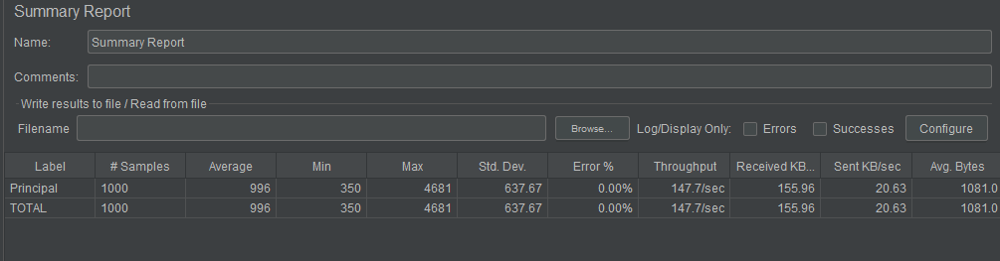 Summary Report
Name: Summary Report
Comments:
Write results to file / Read from file
Filename Browse... Log/Display Only: Errors Successes Configure
Label # Samples Average Min Max Std. Dev. Error % Throughput Received KB... Sent KB/sec Avg. Bytes
Principal 1000 996 350 4681 637.67 0.00% 147.7/sec 155.96 20.63 1081.0
TOTAL 1000 996 350 4681 637.67 0.00% 147.7/sec 155.96 20.63 1081.0